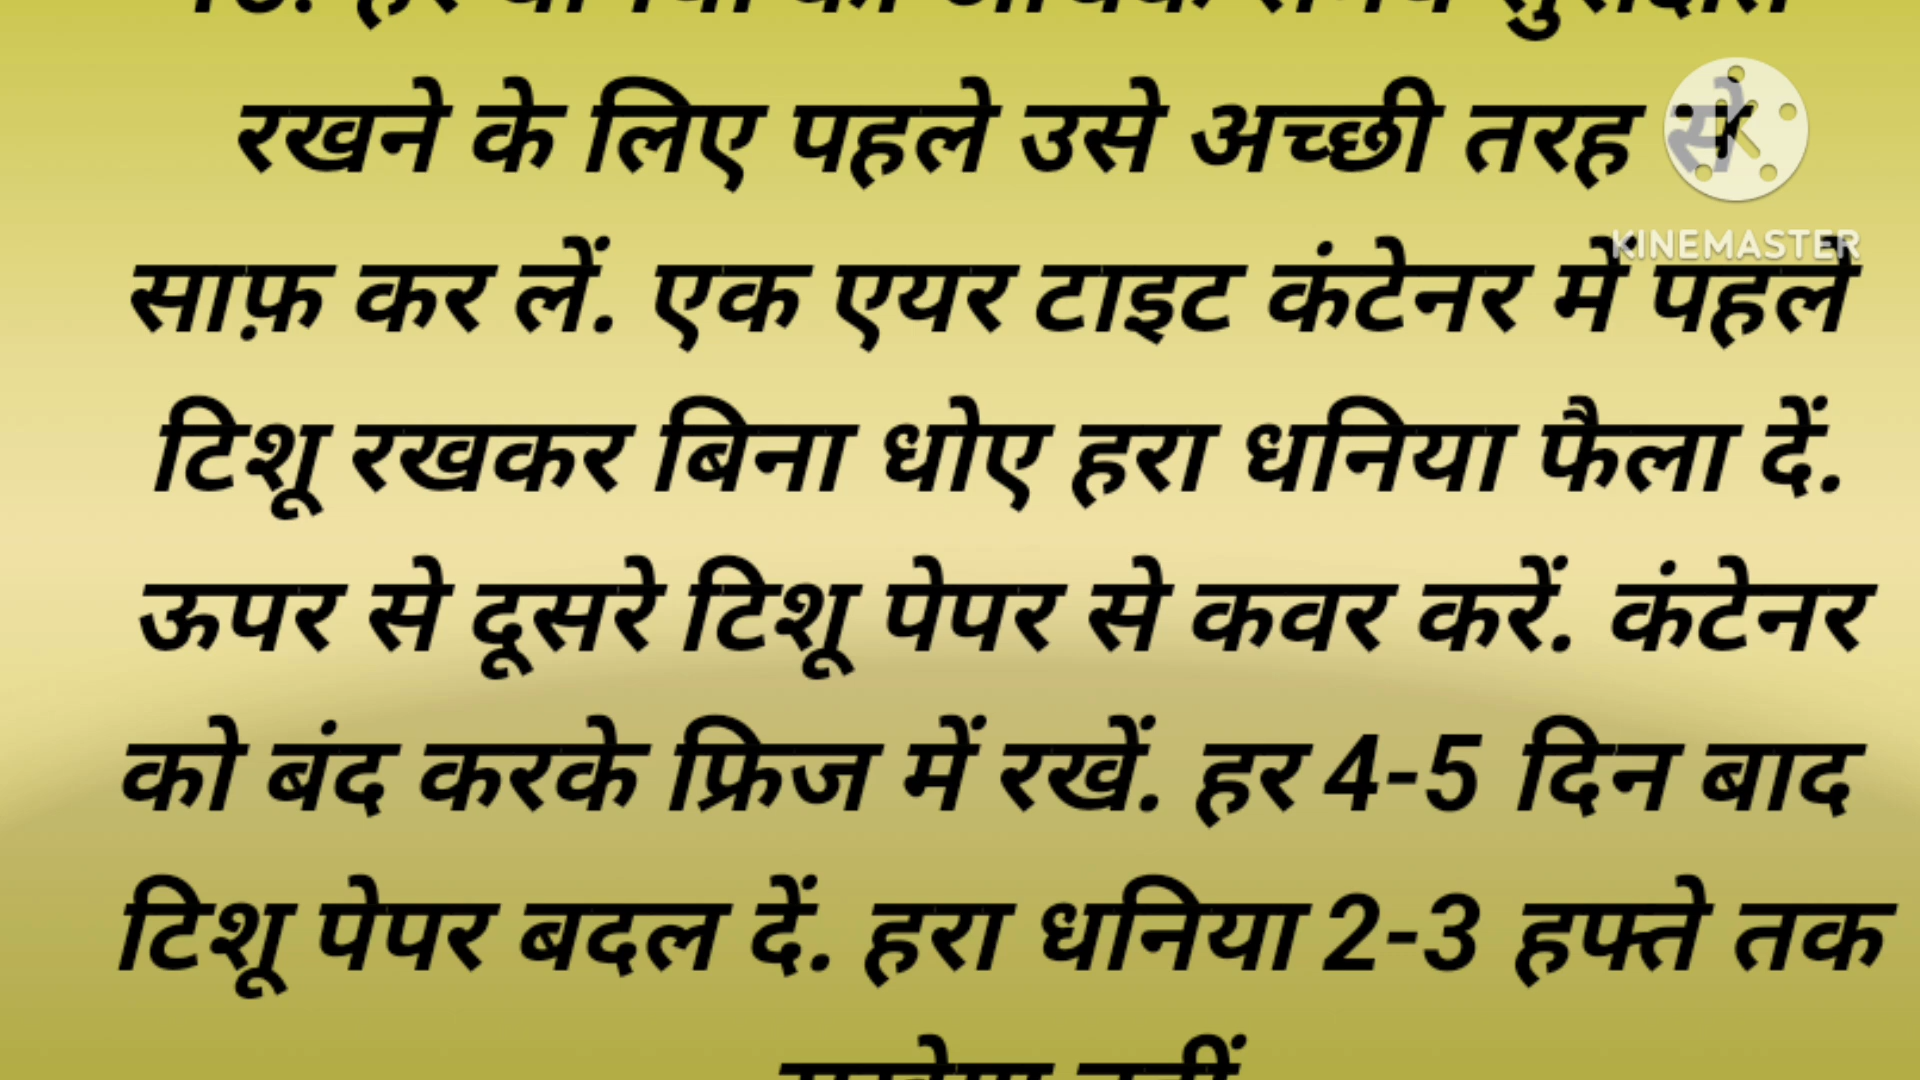 रखने के लिए पहले उसे अच्छी तरह से
KINEMASTER
साफ़ कर लें. एक एयर टाइट कंटेनर में पहले
टिशू रखकर बिना धोए हरा धनिया फैला दें.
ऊपर से दूसरे टिशू पेपर से कवर करें. कंटेनर
को बंद करके फ्रिज में रखें. हर 4-5 दिन बाद
टिशू पेपर बदल दें. हरा धनिया 2-3 हफ्ते तक